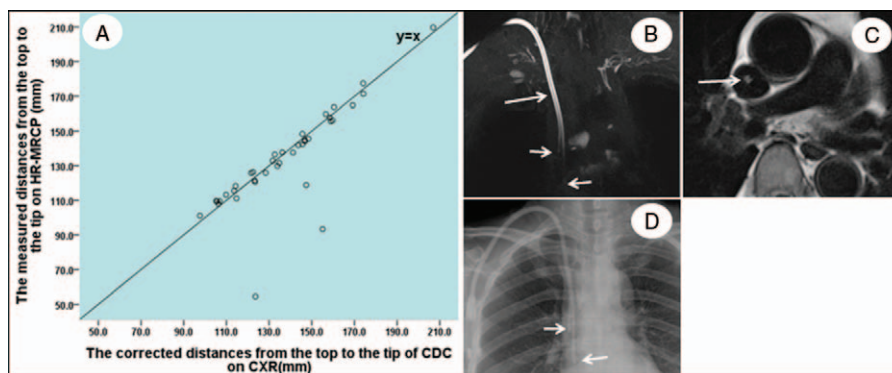 A
y=x
The measured distances from the top to
the tip on HR-MRCP (mm)
210.0
190.0
170.0
150.0
130.0
110.0
90.0
70.0
50.0
50.0 70.0 90.0 110.0 130.0 150.0 170.0 190.0 210.0
The corrected distances from the top to the tip of CDC
on CXR(mm)
B
C
D